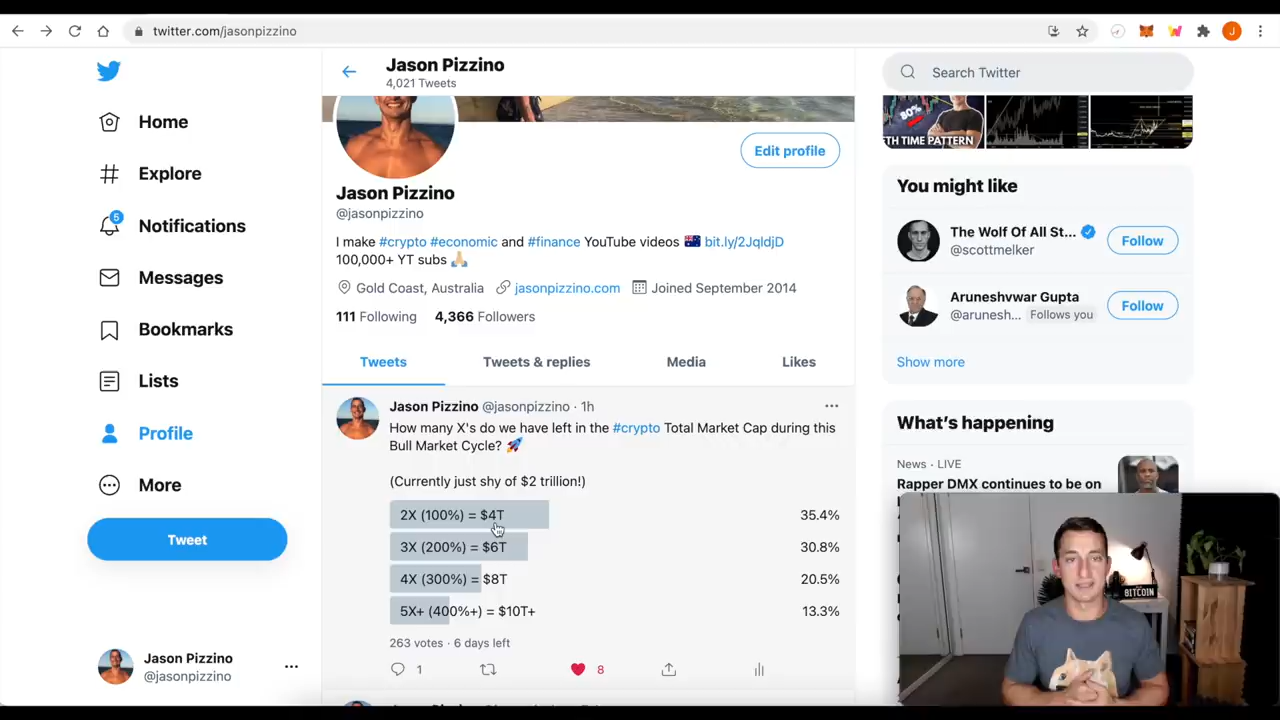 twitter.com/jasonpizzino
J
Jason Pizzino
4,021 Tweets
Search Twitter
Home
Explore
5
Notifications
Messages
Bookmarks
Lists
Profile
More
Tweet
Jason Pizzino
@jasonpizzino
Edit profile
Jason Pizzino
@jasonpizzino
I make #crypto #economic and #finance YouTube videos 🇦🇺 bit.ly/2JqldjD
100,000+ YT subs 🙏🏼
Gold Coast, Australia jasonpizzino.com Joined September 2014
111 Following 4,366 Followers
Tweets Tweets & replies Media Likes
Jason Pizzino @jasonpizzino · 1h
How many X's do we have left in the #crypto Total Market Cap during this
Bull Market Cycle? 🚀
(Currently just shy of $2 trillion!)
2X (100%) = $4T 35.4%
3X (200%) = $6T 30.8%
4X (300%) = $8T 20.5%
5X+ (400%+) = $10T+ 13.3%
263 votes · 6 days left
1 8
80%
TH TIME PATTERN
You might like
The Wolf Of All St...
@scottmelker
Follow
Aruneshvwar Gupta
@arunesh... Follows you
Follow
Show more
What's happening
News · LIVE
Rapper DMX continues to be on
BITCOIN